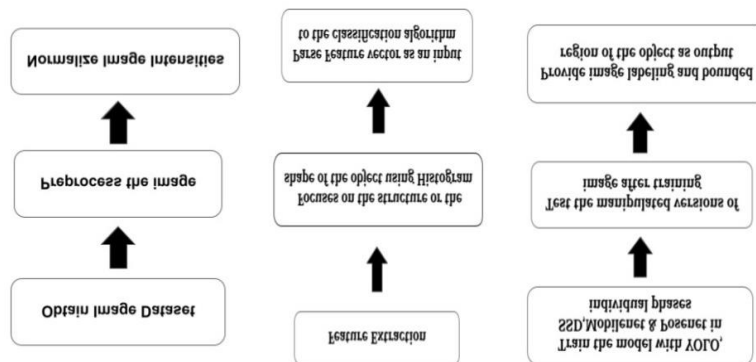 Obtain Image Dataset
Preprocess the image
Normalize Image Intensities
Feature Extraction
Focuses on the structure or the
shape of the object using Histogram
Parse Feature vector as an input
to the classification algorithm
Train the model with YOLO,
SSD,Mobilenet & Posenet in
individual phases
Test the manipulated versions of
image after training
Provide image labeling and bounded
region of the object as output